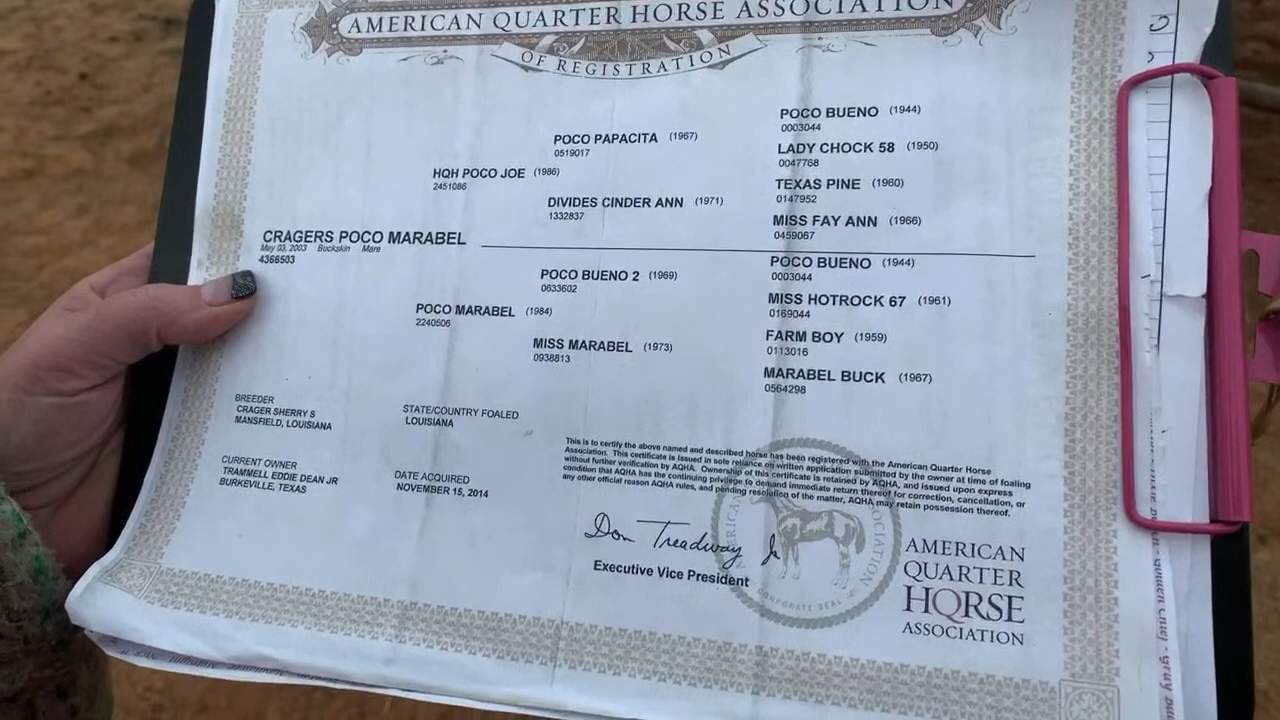 AMERICAN QUARTER HORSE ASSOCIATION
OF REGISTRATION
POCO BUENO (1944)
0003044
POCO PAPACITA (1967)
0519017
LADY CHOCK 58 (1950)
0047768
HQH POCO JOE (1986)
2451086
TEXAS PINE (1960)
0147952
DIVIDES CINDER ANN (1971)
1332837
MISS FAY ANN (1966)
0459067
CRAGERS POCO MARABEL
May 03, 2003 Buckskin Mare
4366503
POCO BUENO (1944)
0003044
POCO BUENO 2 (1969)
0633602
MISS HOTROCK 67 (1961)
0169044
POCO MARABEL (1984)
2240506
FARM BOY (1959)
0113016
MISS MARABEL (1973)
0938813
MARABEL BUCK (1967)
0564298
BREEDER
CRAGER SHERRY S
MANSFIELD, LOUISIANA
STATE/COUNTRY FOALED
LOUISIANA
CURRENT OWNER
TRAMMELL EDDIE DEAN JR
BURKEVILLE, TEXAS
DATE ACQUIRED
NOVEMBER 15, 2014
This is to certify the above named and described horse has been registered with the American Quarter Horse
Association. This certificate is issued in sole reliance on written application submitted by the owner at time of foaling
without further verification by AQHA. Ownership of this certificate is retained by AQHA, and issued upon express
condition that AQHA has the continuing privilege to demand immediate return thereof for correction, cancellation, or
any other official reason AQHA rules, and pending resolution of the matter, AQHA may retain possession thereof.
Don Treadway Jr
Executive Vice President
CORPORATE SEAL
AMERICAN
QUARTER
HORSE
ASSOCIATION